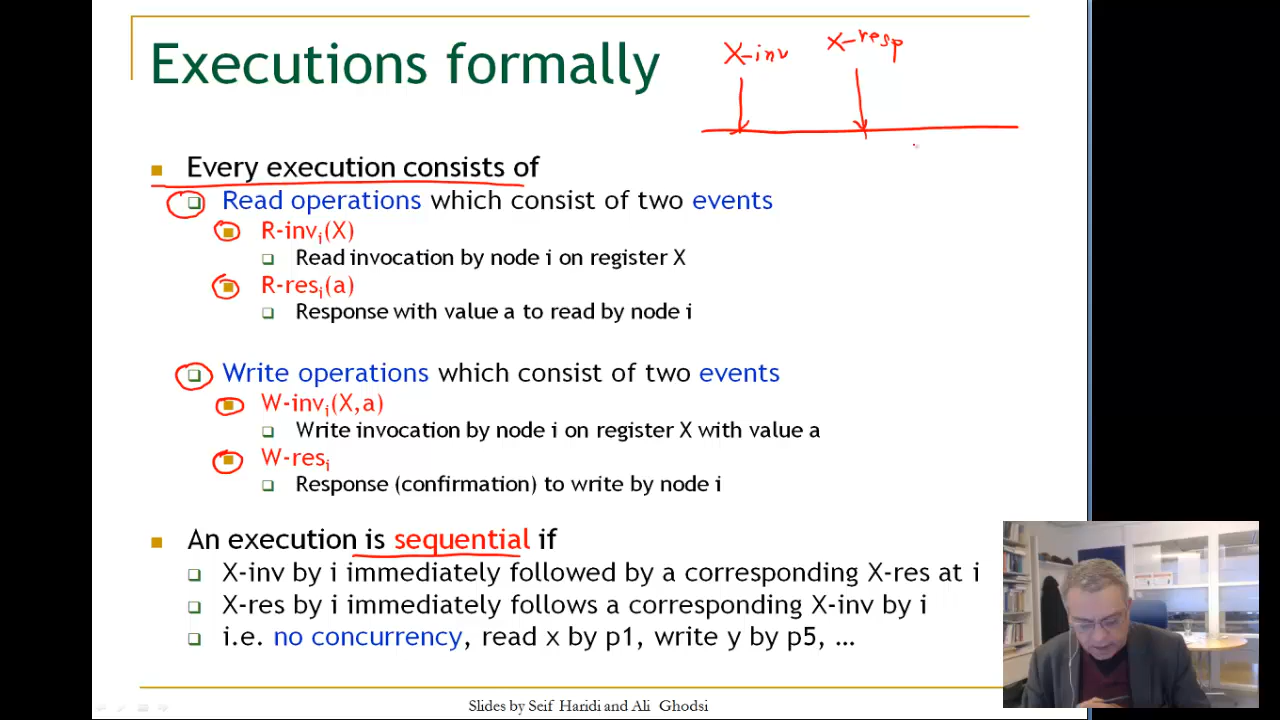 Executions formally
X-inv
X-resp
Every execution consists of
Read operations which consist of two events
R-invi(X)
Read invocation by node i on register X
R-resi(a)
Response with value a to read by node i
Write operations which consist of two events
W-invi(X,a)
Write invocation by node i on register X with value a
W-resi
Response (confirmation) to write by node i
An execution is sequential if
X-inv by i immediately followed by a corresponding X-res at i
X-res by i immediately follows a corresponding X-inv by i
i.e. no concurrency, read x by p1, write y by p5, …
Slides by Seif Haridi and Ali Ghodsi